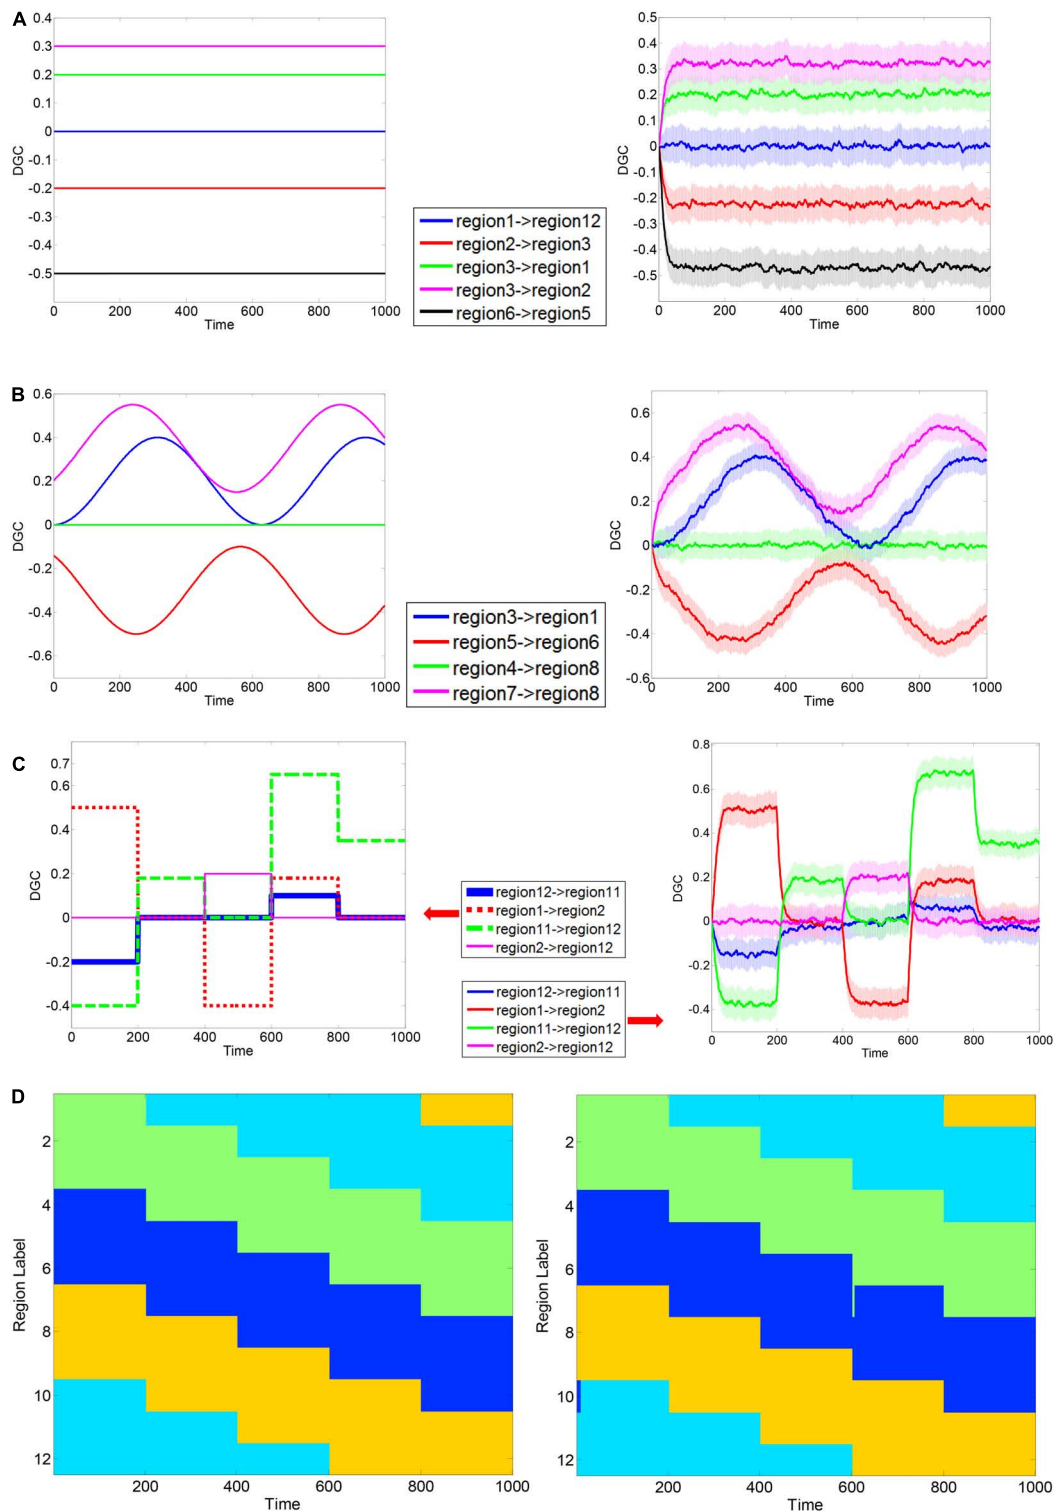 A
0.4
0.3
0.2
0.1
0
-0.1
-0.2
-0.3
-0.4
-0.5
DGC
0 200 400 600 800 1000
Time
region1->region12
region2->region3
region3->region1
region3->region2
region6->region5
0.5
0.4
0.3
0.2
0.1
0
-0.1
-0.2
-0.3
-0.4
-0.5
DGC
0 200 400 600 800 1000
Time
B
0.6
0.4
0.2
0
-0.2
-0.4
-0.6
DGC
0 200 400 600 800 1000
Time
region3->region1
region5->region6
region4->region8
region7->region8
0.6
0.4
0.2
0
-0.2
-0.4
-0.6
DGC
0 200 400 600 800 1000
Time
C
0.7
0.6
0.4
0.2
0
-0.2
-0.4
DGC
0 200 400 600 800 1000
Time
region12->region11
region1->region2
region11->region12
region2->region12
region12->region11
region1->region2
region11->region12
region2->region12
0.8
0.6
0.4
0.2
0
-0.2
-0.4
DGC
0 200 400 600 800 1000
Time
D
2
4
6
8
10
12
Region Label
200 400 600 800 1000
Time
2
4
6
8
10
12
Region Label
200 400 600 800 1000
Time